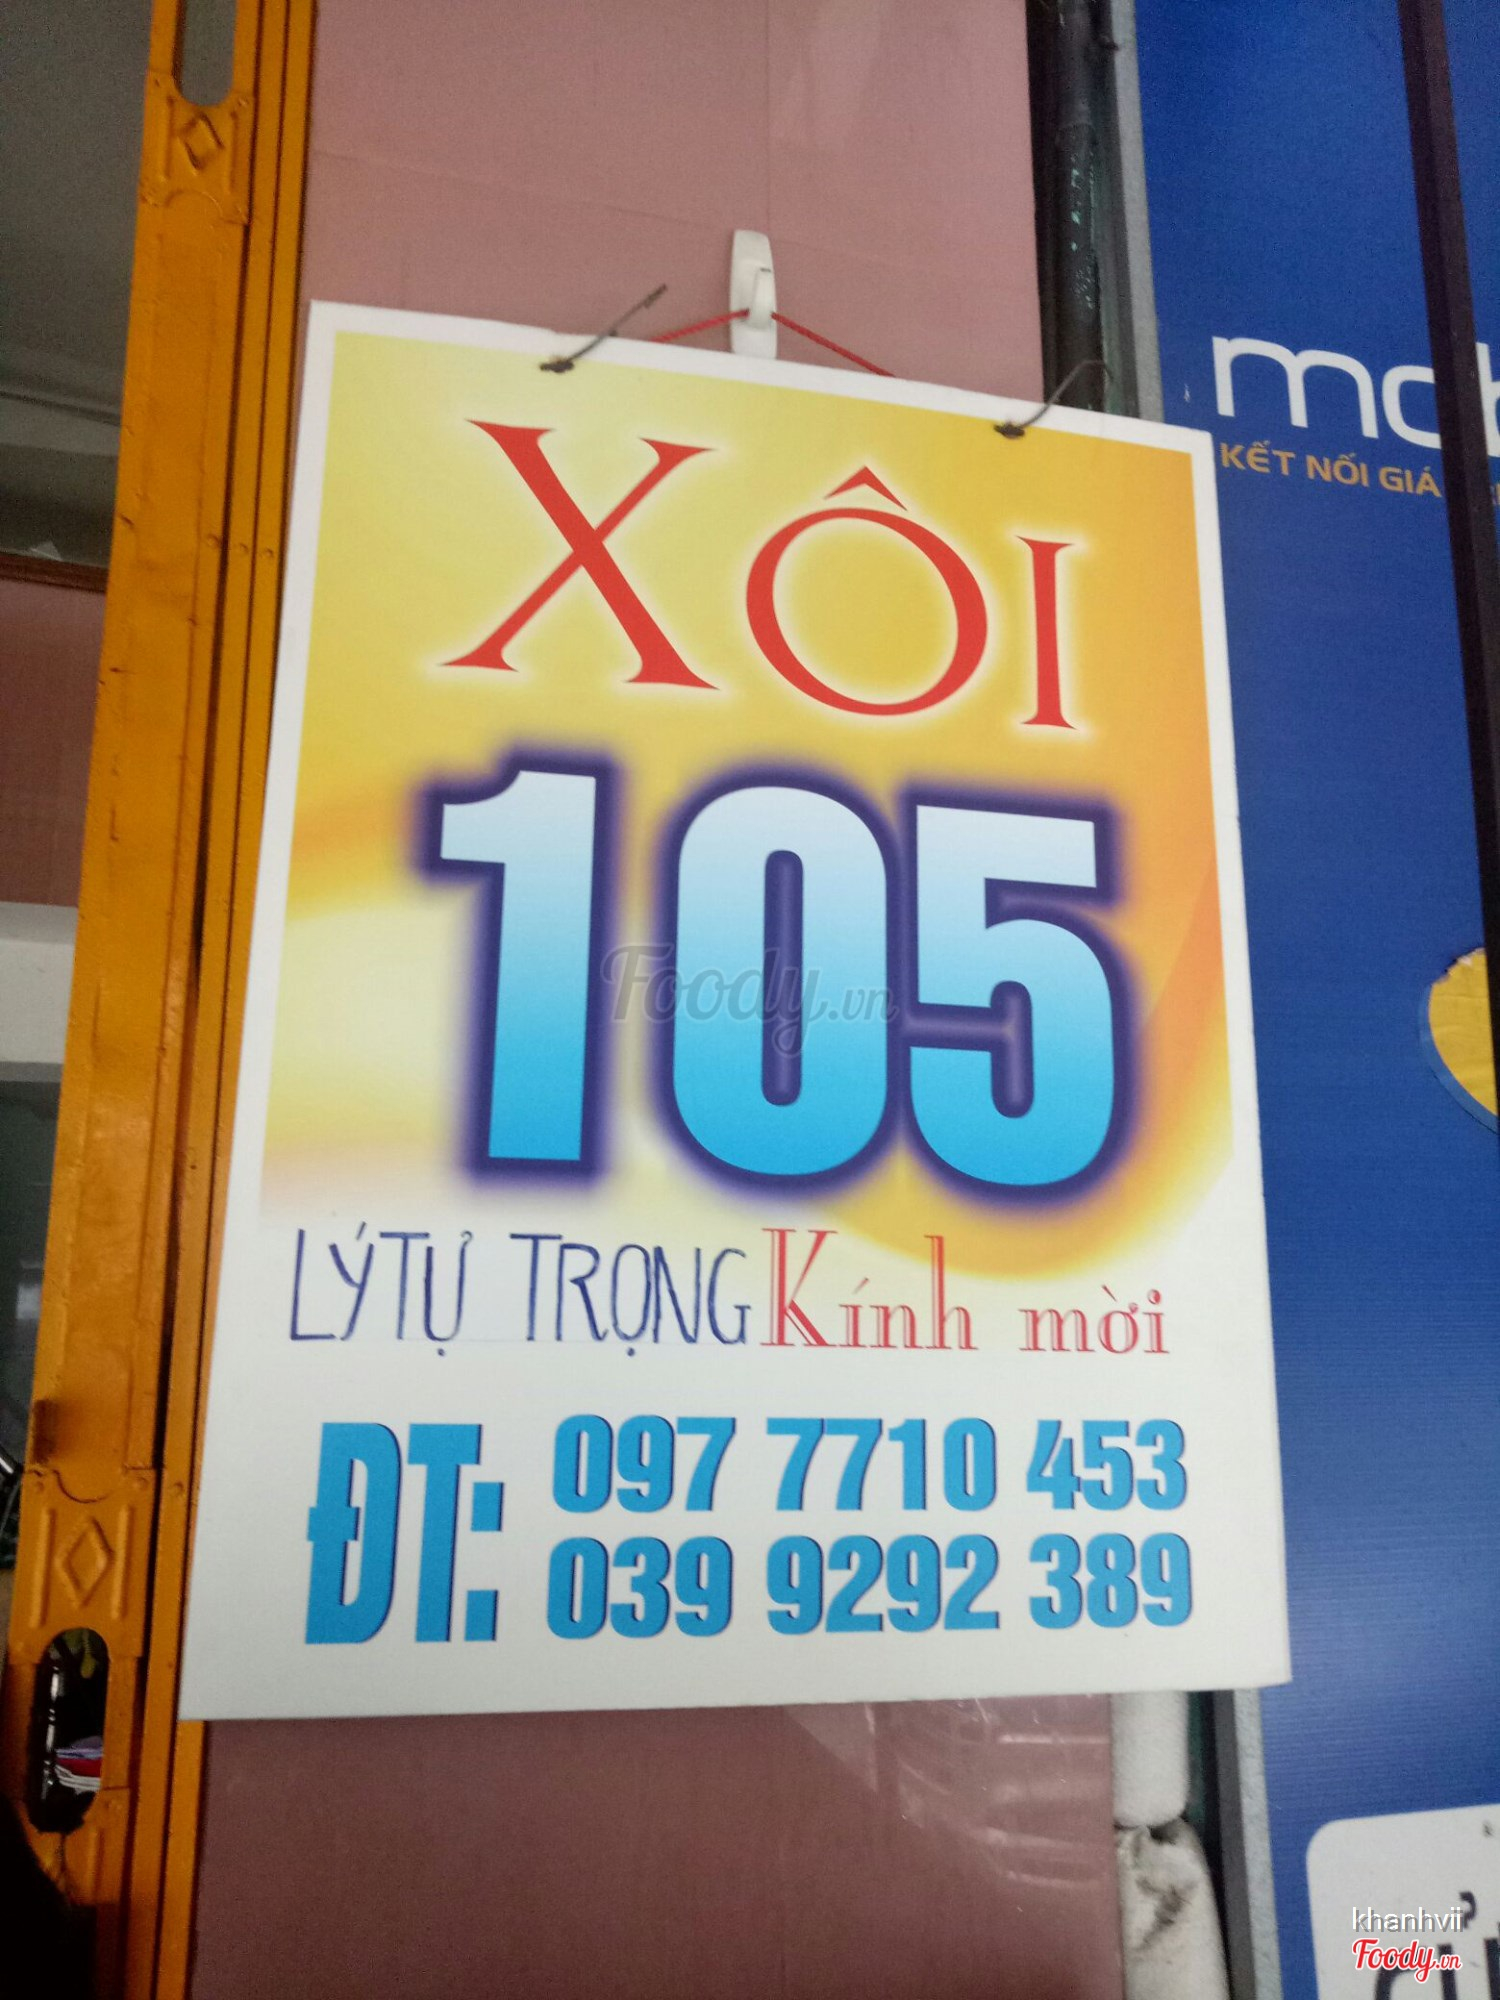 XÔI
105
LÝ TỰ TRỌNG Kính mời
ĐT: 097 7710 453
039 9292 389
KẾT NỐI GIÁ
Foody.vn
khanhvii
Foody.vn